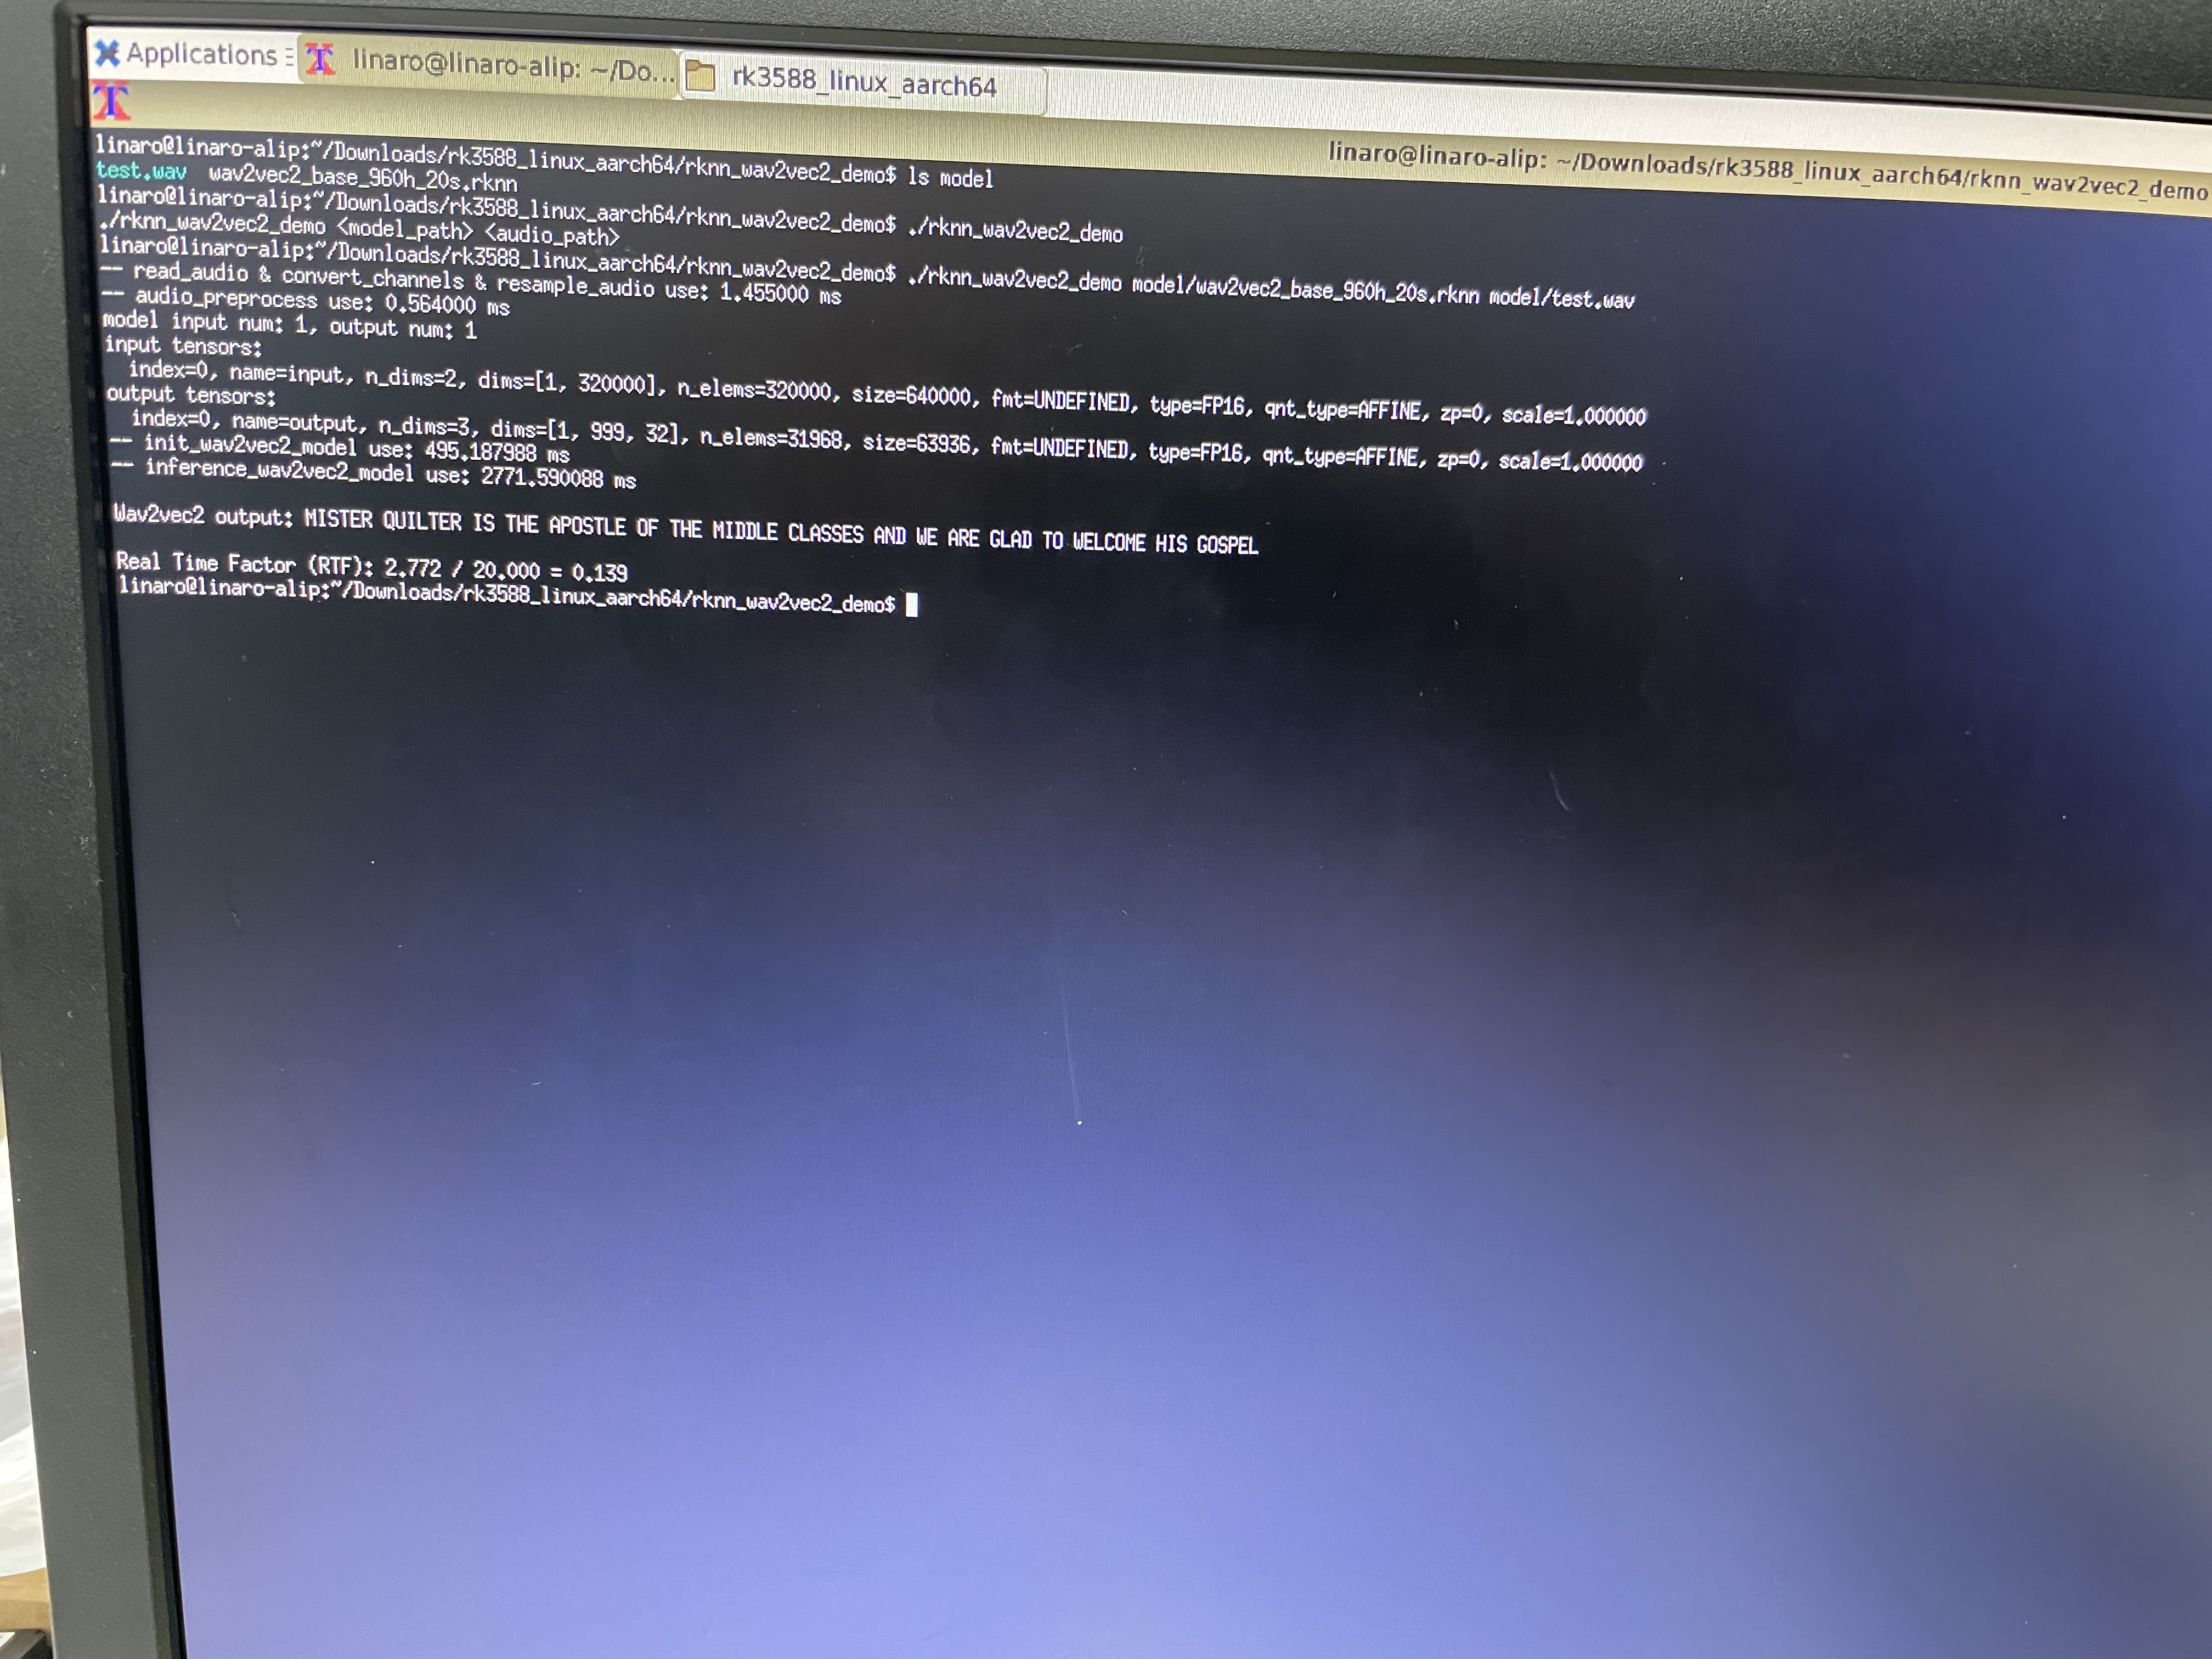 Applications
linaro@linaro-alip: ~/Do...
rk3588_linux_aarch64
linaro@linaro-alip: ~/Downloads/rk3588_linux_aarch64/rknn_wav2vec2_demo
linaro@linaro-alip:~/Downloads/rk3588_linux_aarch64/rknn_wav2vec2_demo$ ls model
test.wav  wav2vec2_base_960h_20s.rknn
linaro@linaro-alip:~/Downloads/rk3588_linux_aarch64/rknn_wav2vec2_demo$ ./rknn_wav2vec2_demo
./rknn_wav2vec2_demo <model_path> <audio_path>
linaro@linaro-alip:~/Downloads/rk3588_linux_aarch64/rknn_wav2vec2_demo$ ./rknn_wav2vec2_demo model/wav2vec2_base_960h_20s.rknn model/test.wav
-- read_audio & convert_channels & resample_audio use: 1.455000 ms
-- audio_preprocess use: 0.564000 ms
model input num: 1, output num: 1
input tensors:
  index=0, name=input, n_dims=2, dims=[1, 320000], n_elems=320000, size=640000, fmt=UNDEFINED, type=FP16, qnt_type=AFFINE, zp=0, scale=1.000000
output tensors:
  index=0, name=output, n_dims=3, dims=[1, 999, 32], n_elems=31968, size=63936, fmt=UNDEFINED, type=FP16, qnt_type=AFFINE, zp=0, scale=1.000000
-- init_wav2vec2_model use: 495.187988 ms
-- inference_wav2vec2_model use: 2771.590088 ms
Wav2vec2 output: MISTER QUILTER IS THE APOSTLE OF THE MIDDLE CLASSES AND WE ARE GLAD TO WELCOME HIS GOSPEL
Real Time Factor (RTF): 2.772 / 20.000 = 0.139
linaro@linaro-alip:~/Downloads/rk3588_linux_aarch64/rknn_wav2vec2_demo$